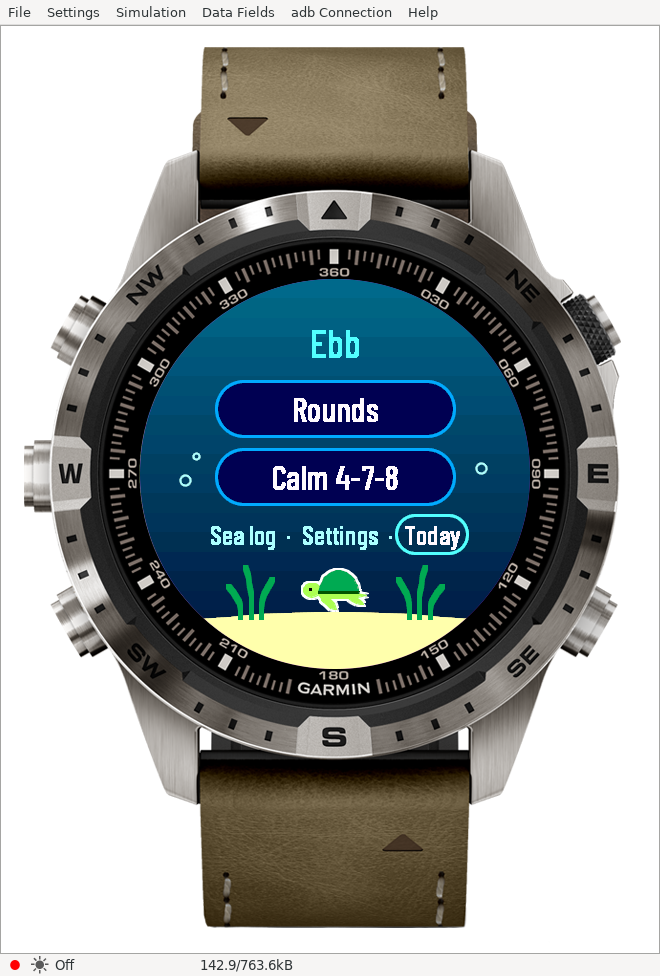 File Settings Simulation Data Fields adb Connection Help
360
330 030
NW NE
300 060
Ebb
Rounds
Calm 4-7-8
W 270 090 E
Sea log · Settings · Today
240 120
210 150
180
GARMIN
SW SE
S
Off 142.9/763.6kB